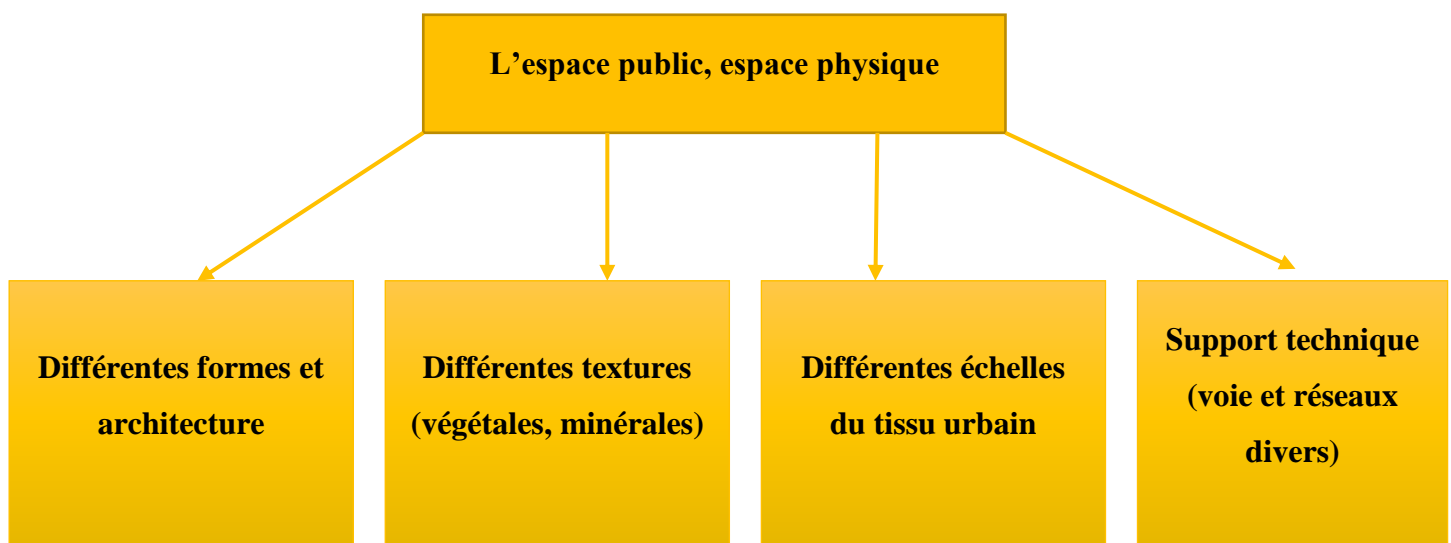 L’espace public, espace physique
Différentes formes et
architecture
Différentes textures
(végétales, minérales)
Différentes échelles
du tissu urbain
Support technique
(voie et réseaux
divers)